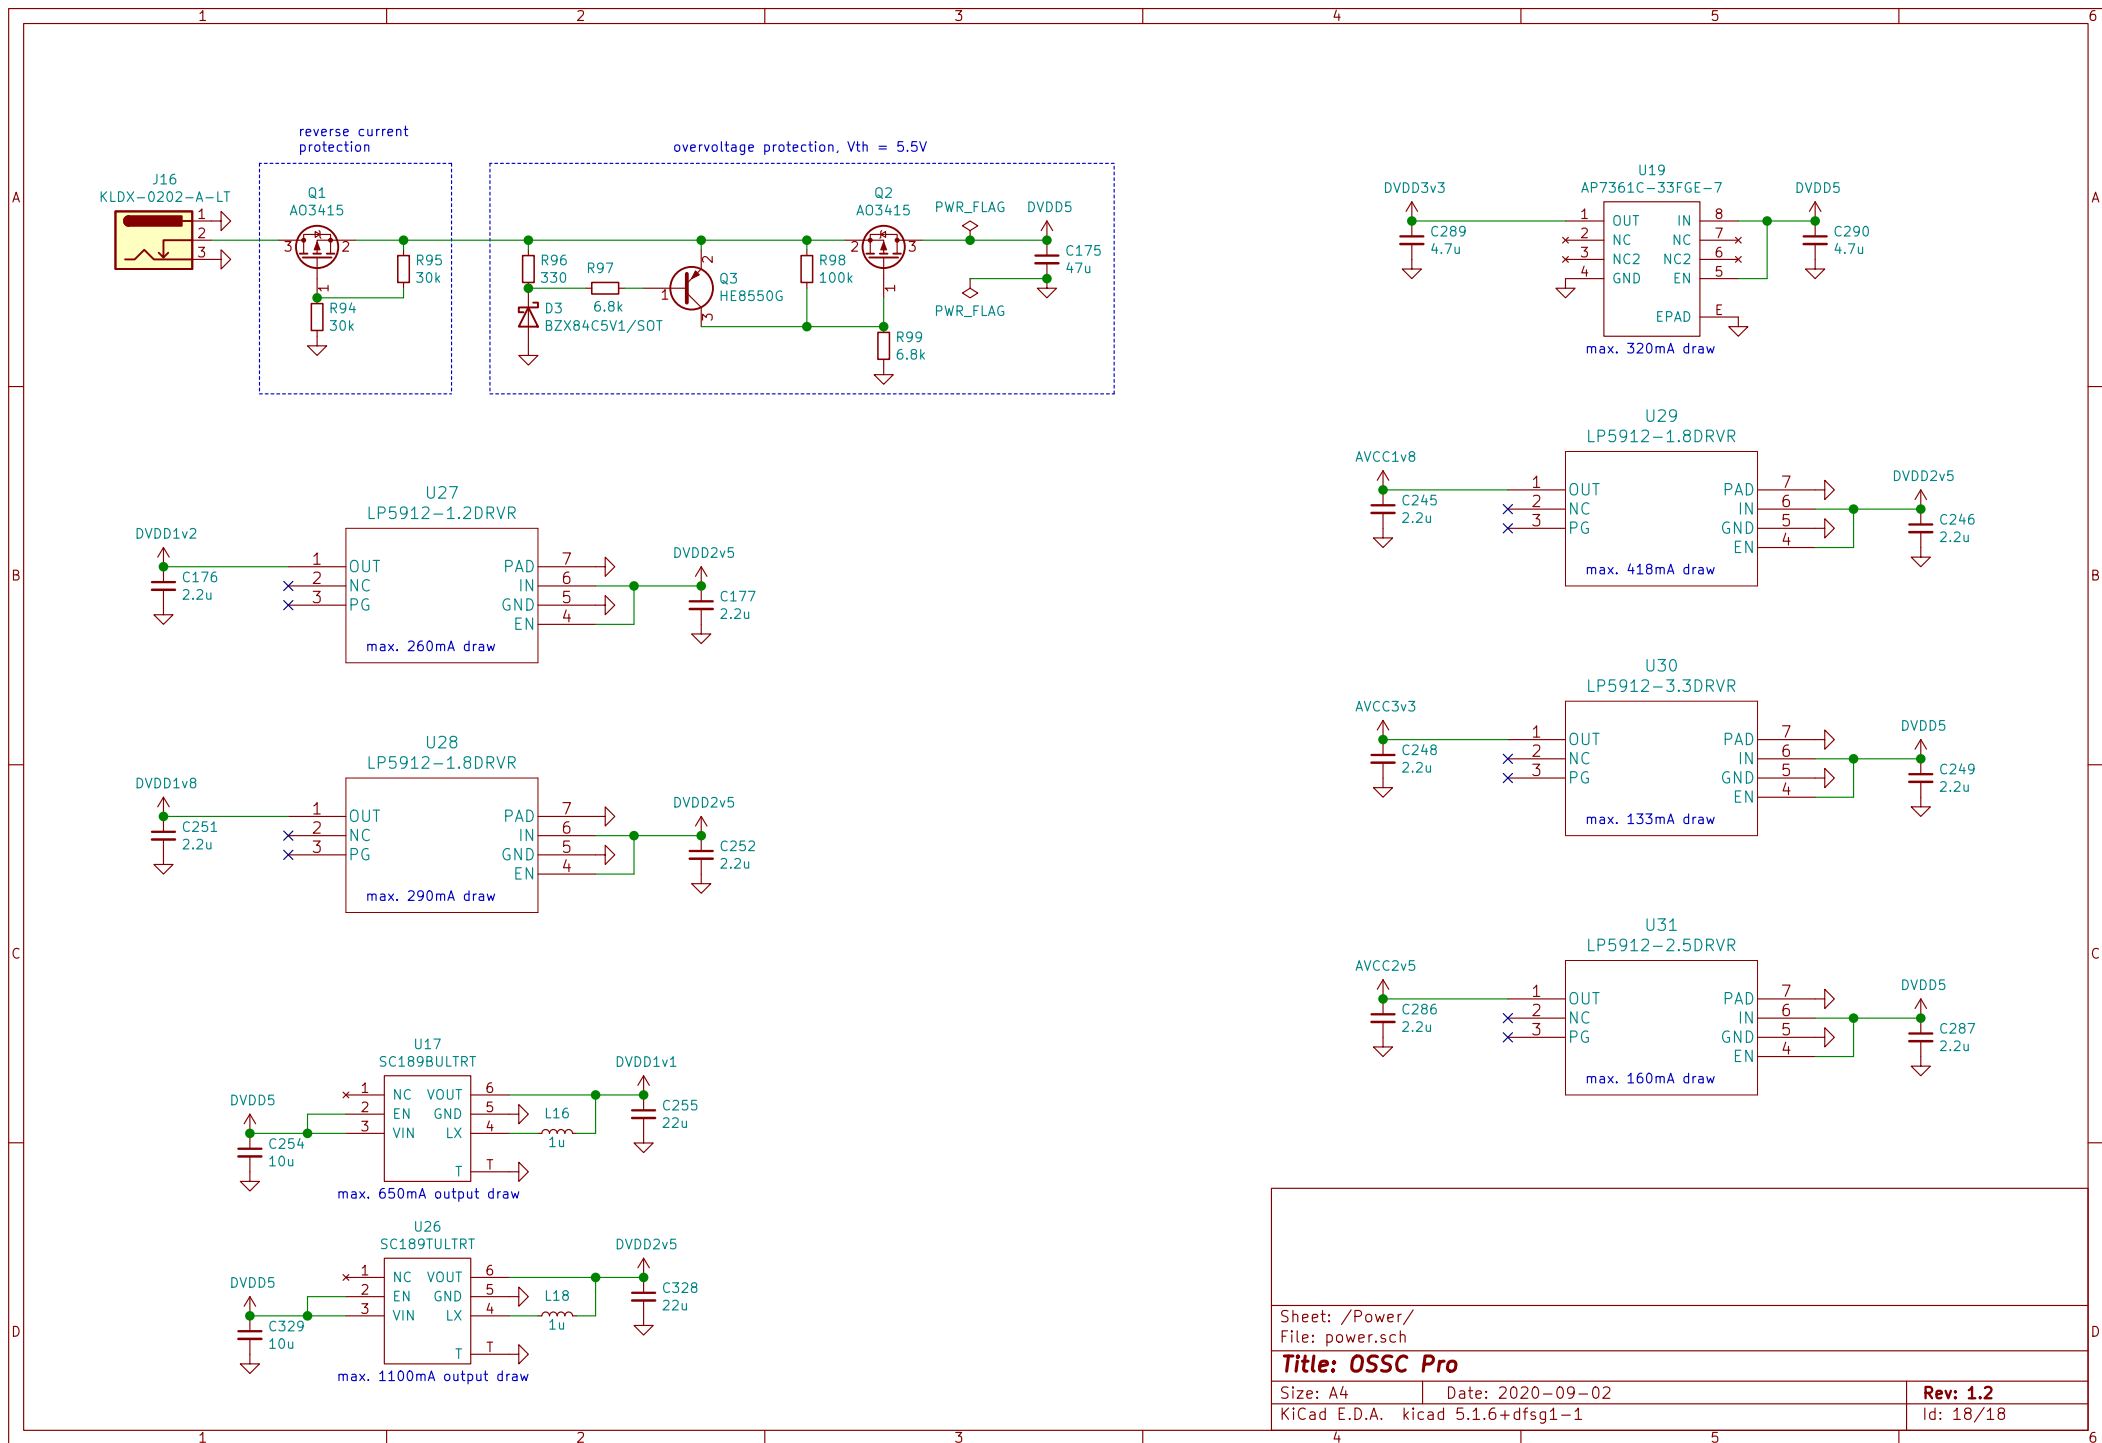 1 2 3 4 5 6
A
B
C
D
A
B
C
D
1 2 3 4 5 6
reverse current
protection
overvoltage protection, Vth = 5.5V
J16
KLDX-0202-A-LT
1
2
3
Q1
AO3415
3
2
1
R95
30k
R94
30k
R96
330
R97
6.8k
D3
BZX84C5V1/SOT
Q3
HE8550G
1
2
3
R98
100k
Q2
AO3415
2
3
1
R99
6.8k
PWR_FLAG
DVDD5
C175
47u
PWR_FLAG
U19
AP7361C-33FGE-7
DVDD3v3
DVDD5
C289
4.7u
C290
4.7u
1 OUT IN 8
2 NC NC 7
3 NC2 NC2 6
4 GND EN 5
EPAD E
max. 320mA draw
U27
LP5912-1.2DRVR
DVDD1v2
DVDD2v5
C176
2.2u
C177
2.2u
1 OUT PAD 7
2 NC IN 6
3 PG GND 5
EN 4
max. 260mA draw
U29
LP5912-1.8DRVR
AVCC1v8
DVDD2v5
C245
2.2u
C246
2.2u
1 OUT PAD 7
2 NC IN 6
3 PG GND 5
EN 4
max. 418mA draw
U28
LP5912-1.8DRVR
DVDD1v8
DVDD2v5
C251
2.2u
C252
2.2u
1 OUT PAD 7
2 NC IN 6
3 PG GND 5
EN 4
max. 290mA draw
U30
LP5912-3.3DRVR
AVCC3v3
DVDD5
C248
2.2u
C249
2.2u
1 OUT PAD 7
2 NC IN 6
3 PG GND 5
EN 4
max. 133mA draw
U31
LP5912-2.5DRVR
AVCC2v5
DVDD5
C286
2.2u
C287
2.2u
1 OUT PAD 7
2 NC IN 6
3 PG GND 5
EN 4
max. 160mA draw
U17
SC189BULTRT
DVDD5
DVDD1v1
C254
10u
C255
22u
L16
1u
1 NC VOUT 6
2 EN GND 5
3 VIN LX 4
T T
max. 650mA output draw
U26
SC189TULTRT
DVDD5
DVDD2v5
C329
10u
C328
22u
L18
1u
1 NC VOUT 6
2 EN GND 5
3 VIN LX 4
T T
max. 1100mA output draw
Sheet: /Power/
File: power.sch
Title: OSSC Pro
Size: A4 Date: 2020-09-02 Rev: 1.2
KiCad E.D.A. kicad 5.1.6+dfsg1-1 Id: 18/18